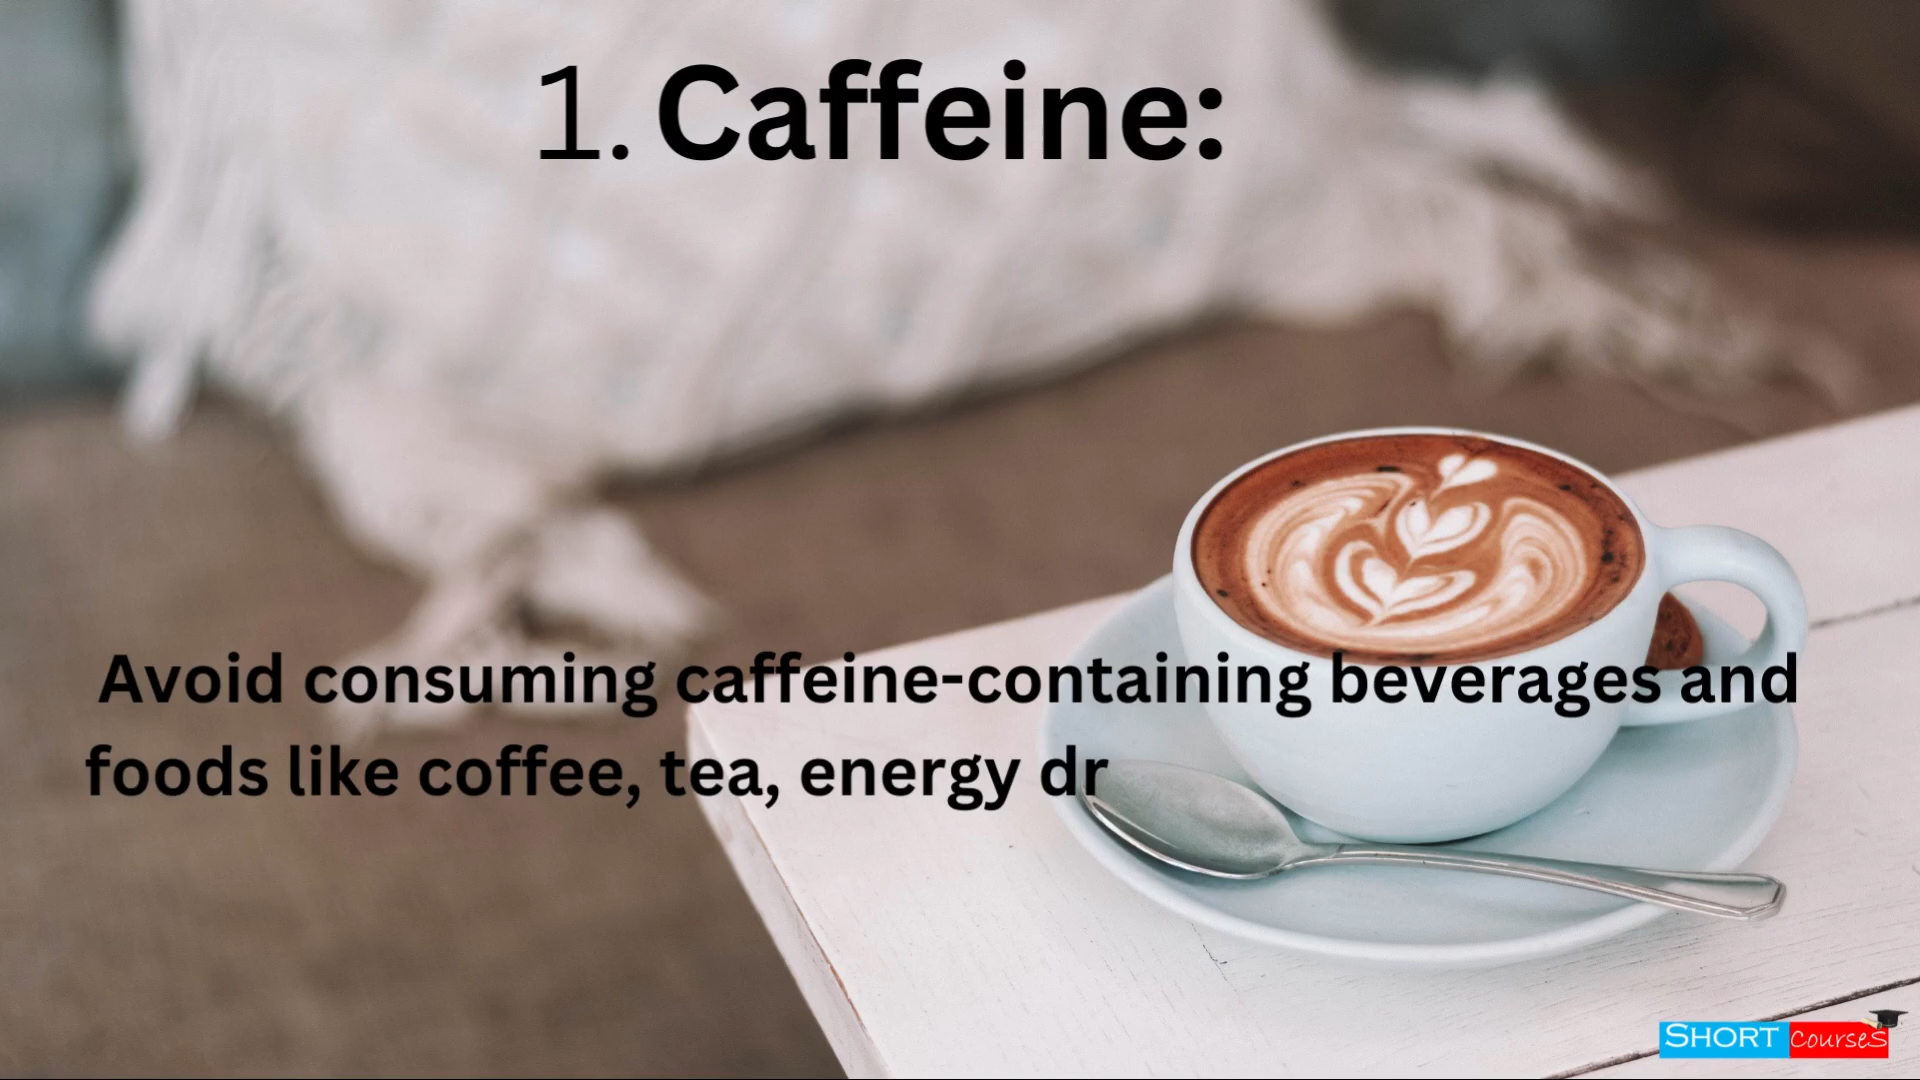 1. Caffeine:
Avoid consuming caffeine-containing beverages and
foods like coffee, tea, energy dr
SHORT CourseS